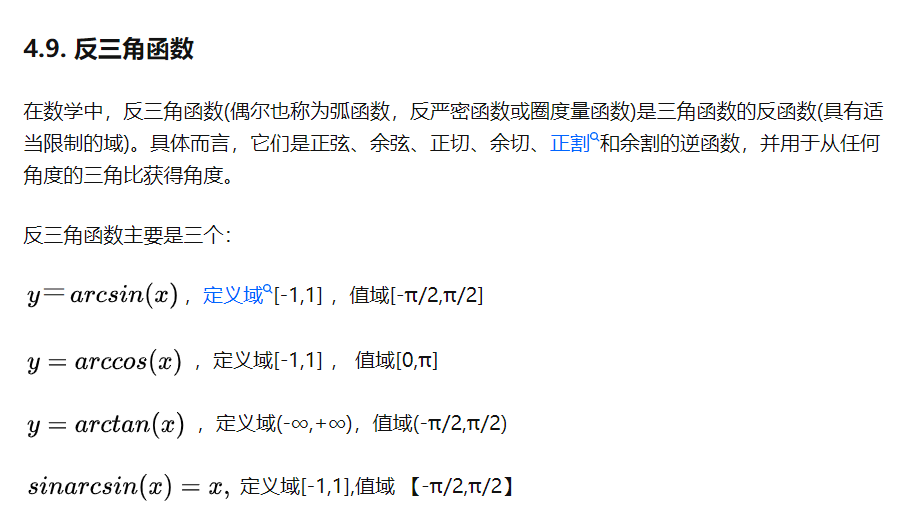 4.9. 反三角函数
在数学中，反三角函数(偶尔也称为弧函数，反严密函数或圈度量函数)是三角函数的反函数(具有适
当限制的域)。具体而言，它们是正弦、余弦、正切、余切、正割和余割的逆函数，并用于从任何
角度的三角比获得角度。
反三角函数主要是三个：
y＝arcsin(x)，定义域[-1,1] ，值域[-π/2,π/2]
y = arccos(x) ，定义域[-1,1] ， 值域[0,π]
y = arctan(x) ，定义域(-∞,+∞)，值域(-π/2,π/2)
sinarcsin(x) = x, 定义域[-1,1],值域 【-π/2,π/2】